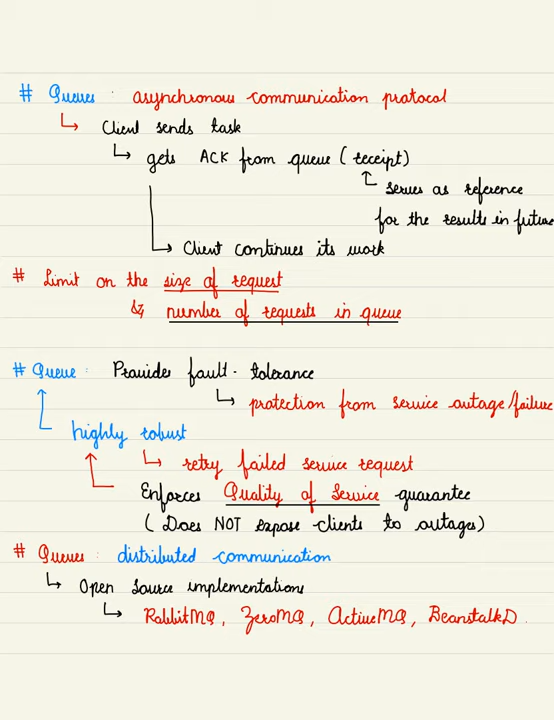 # Queues : asynchronous communication protocol
↳ Client sends task
↳ gets ACK from queue (receipt)
↳ serves as reference
for the results in future
↳ Client continues its work
# Limit on the size of request
& number of requests in queue
# Queue : Provides fault-tolerance
↳ protection from service outage/failure
highly robust
↳ retry failed service request
Enforces Quality of Service guarantee
(Does NOT expose clients to outages)
# Queues : distributed communication
↳ Open source implementations
↳ RabbitMQ, ZeroMQ, ActiveMQ, BeanstalkD.